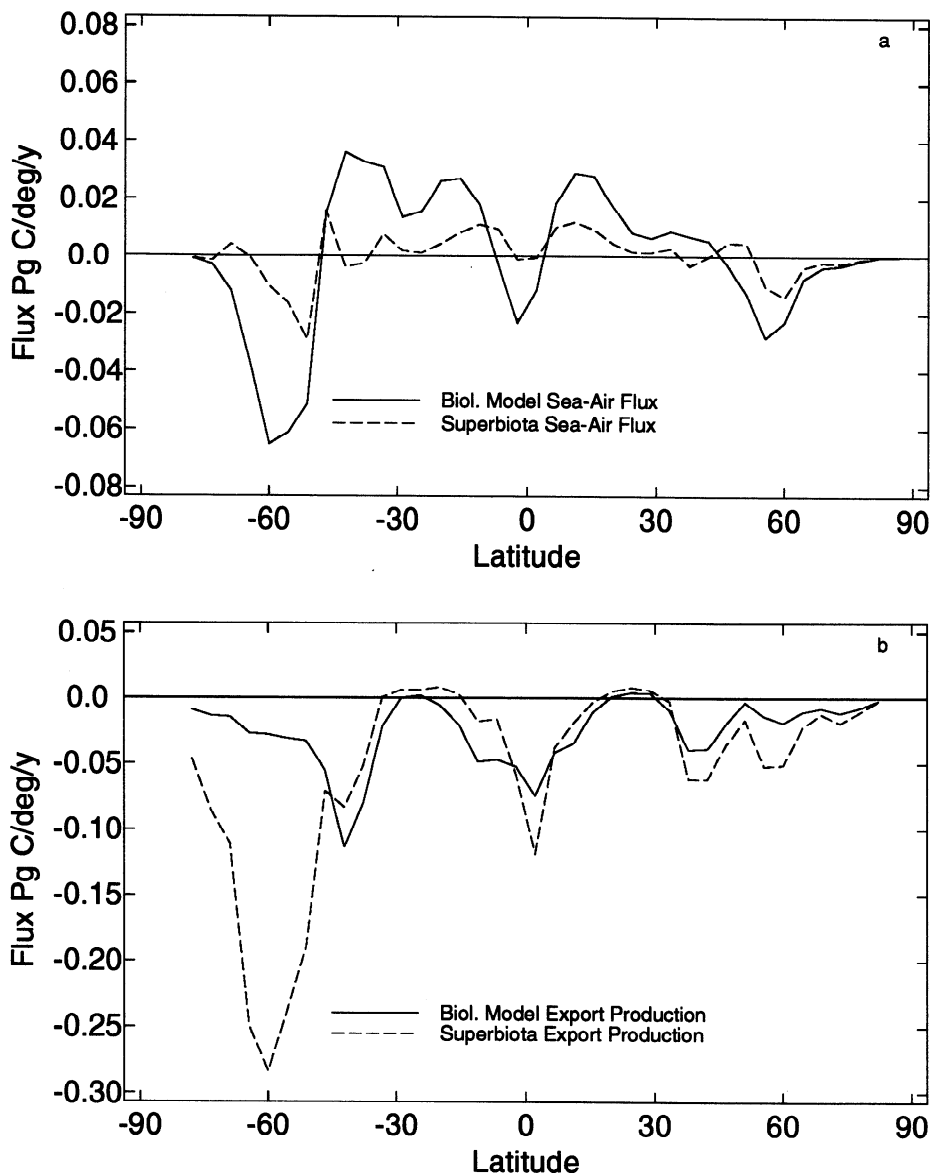 a
0.08
0.06
0.04
0.02
0.0
-0.02
-0.04
-0.06
-0.08
Flux Pg C/deg/y
Biol. Model Sea-Air Flux
Superbiota Sea-Air Flux
-90 -60 -30 0 30 60 90
Latitude
b
0.05
0.0
-0.05
-0.10
-0.15
-0.20
-0.25
-0.30
Flux Pg C/deg/y
Biol. Model Export Production
Superbiota Export Production
-90 -60 -30 0 30 60 90
Latitude